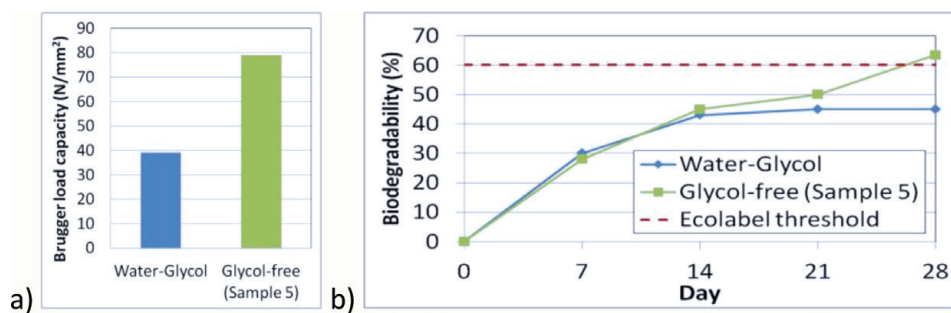 a)
Brugger load capacity (N/mm²)
90
80
70
60
50
40
30
20
10
0
Water-Glycol
Glycol-free
(Sample 5)
b)
Biodegradability (%)
70
60
50
40
30
20
10
0
Water-Glycol
Glycol-free (Sample 5)
Ecolabel threshold
0 7 14 21 28
Day